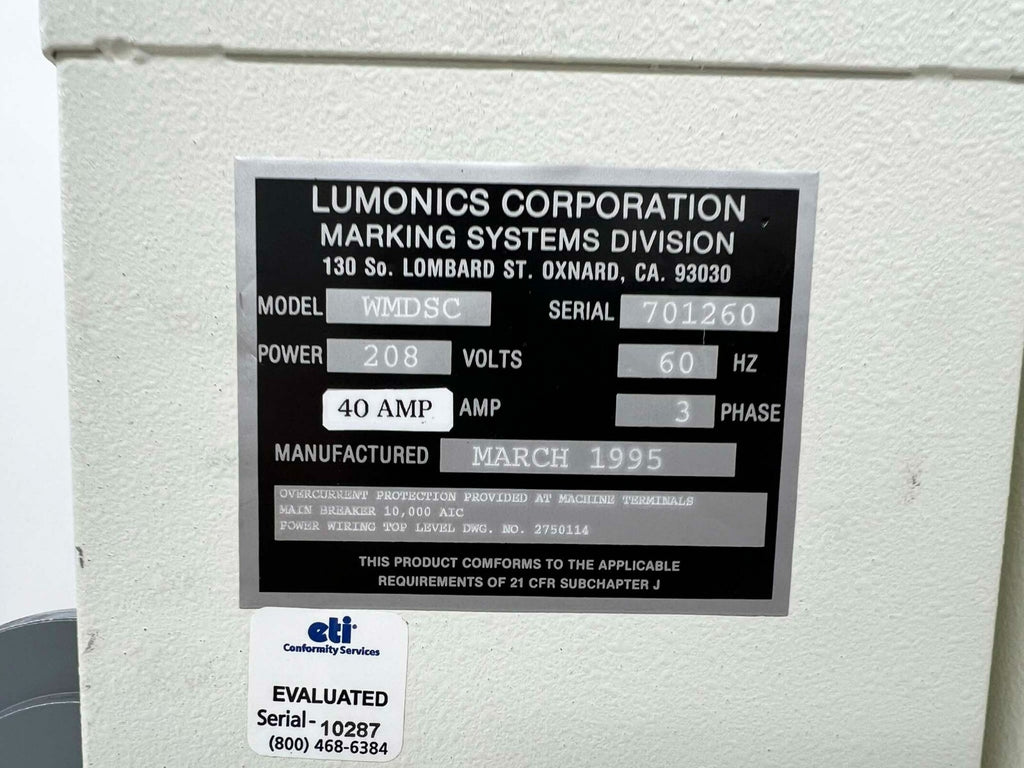 LUMONICS CORPORATION
MARKING SYSTEMS DIVISION
130 So. LOMBARD ST. OXNARD, CA. 93030
MODEL WMDSC SERIAL 701260
POWER 208 VOLTS 60 HZ
40 AMP AMP 3 PHASE
MANUFACTURED MARCH 1995
OVERCURRENT PROTECTION PROVIDED AT MACHINE TERMINALS
MAIN BREAKER 10,000 AIC
POWER WIRING TOP LEVEL DWG. NO. 2750114
THIS PRODUCT COMFORMS TO THE APPLICABLE
REQUIREMENTS OF 21 CFR SUBCHAPTER J
eti
Conformity Services
EVALUATED
Serial- 10287
(800) 468-6384